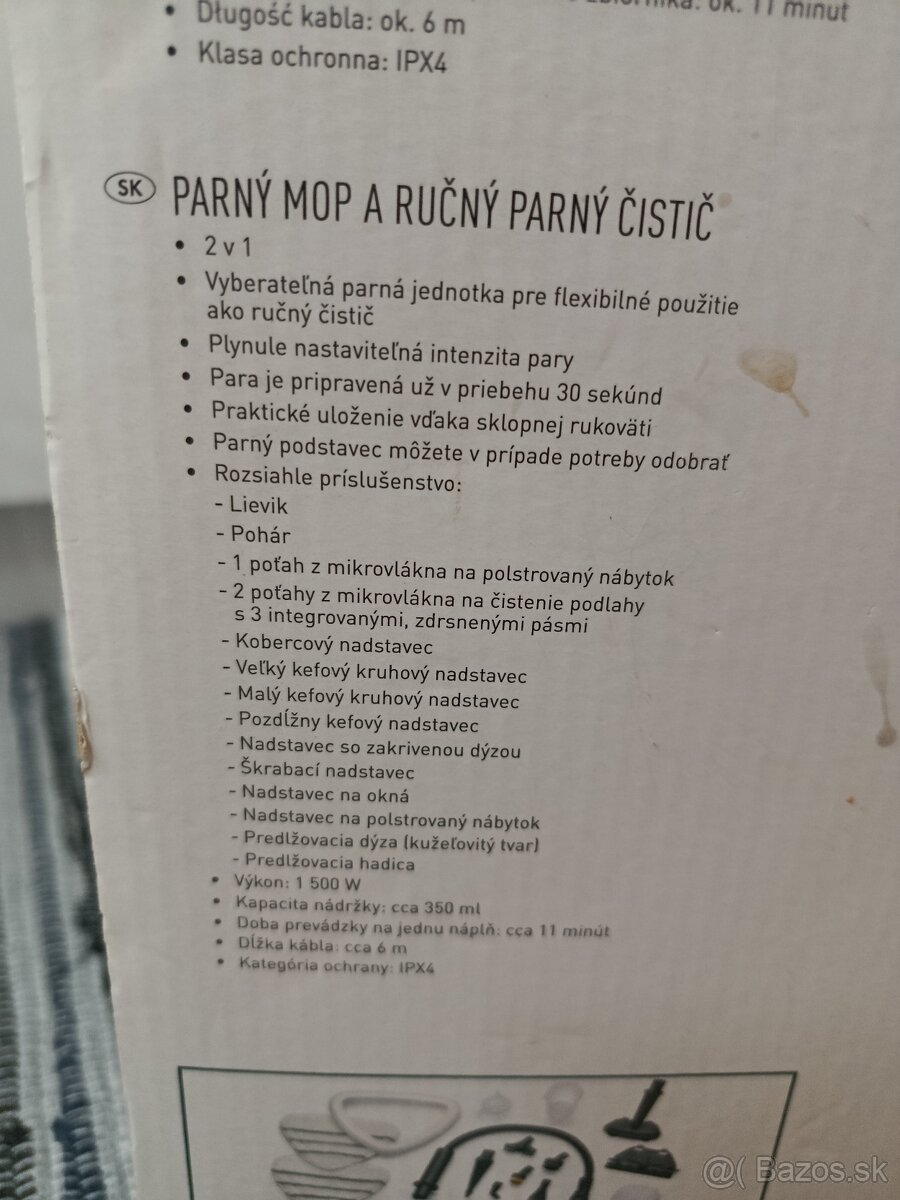 ok. 11 minut
• Długość kabla: ok. 6 m
• Klasa ochronna: IPX4
SK PARNÝ MOP A RUČNÝ PARNÝ ČISTIČ
• 2 v 1
• Vyberateľná parná jednotka pre flexibilné použitie
ako ručný čistič
• Plynule nastaviteľná intenzita pary
• Para je pripravená už v priebehu 30 sekúnd
• Praktické uloženie vďaka sklopnej rukoväti
• Parný podstavec môžete v prípade potreby odobrať
• Rozsiahle príslušenstvo:
- Lievik
- Pohár
- 1 poťah z mikrovlákna na polstrovaný nábytok
- 2 poťahy z mikrovlákna na čistenie podlahy
s 3 integrovanými, zdrsnenými pásmi
- Kobercový nadstavec
- Veľký kefový kruhový nadstavec
- Malý kefový kruhový nadstavec
- Pozdĺžny kefový nadstavec
- Nadstavec so zakrivenou dýzou
- Škrabací nadstavec
- Nadstavec na okná
- Nadstavec na polstrovaný nábytok
- Predlžovacia dýza (kužeľovitý tvar)
- Predlžovacia hadica
• Výkon: 1 500 W
• Kapacita nádržky: cca 350 ml
• Doba prevádzky na jednu náplň: cca 11 minút
• Dĺžka kábla: cca 6 m
• Kategória ochrany: IPX4
@( Bazos.sk